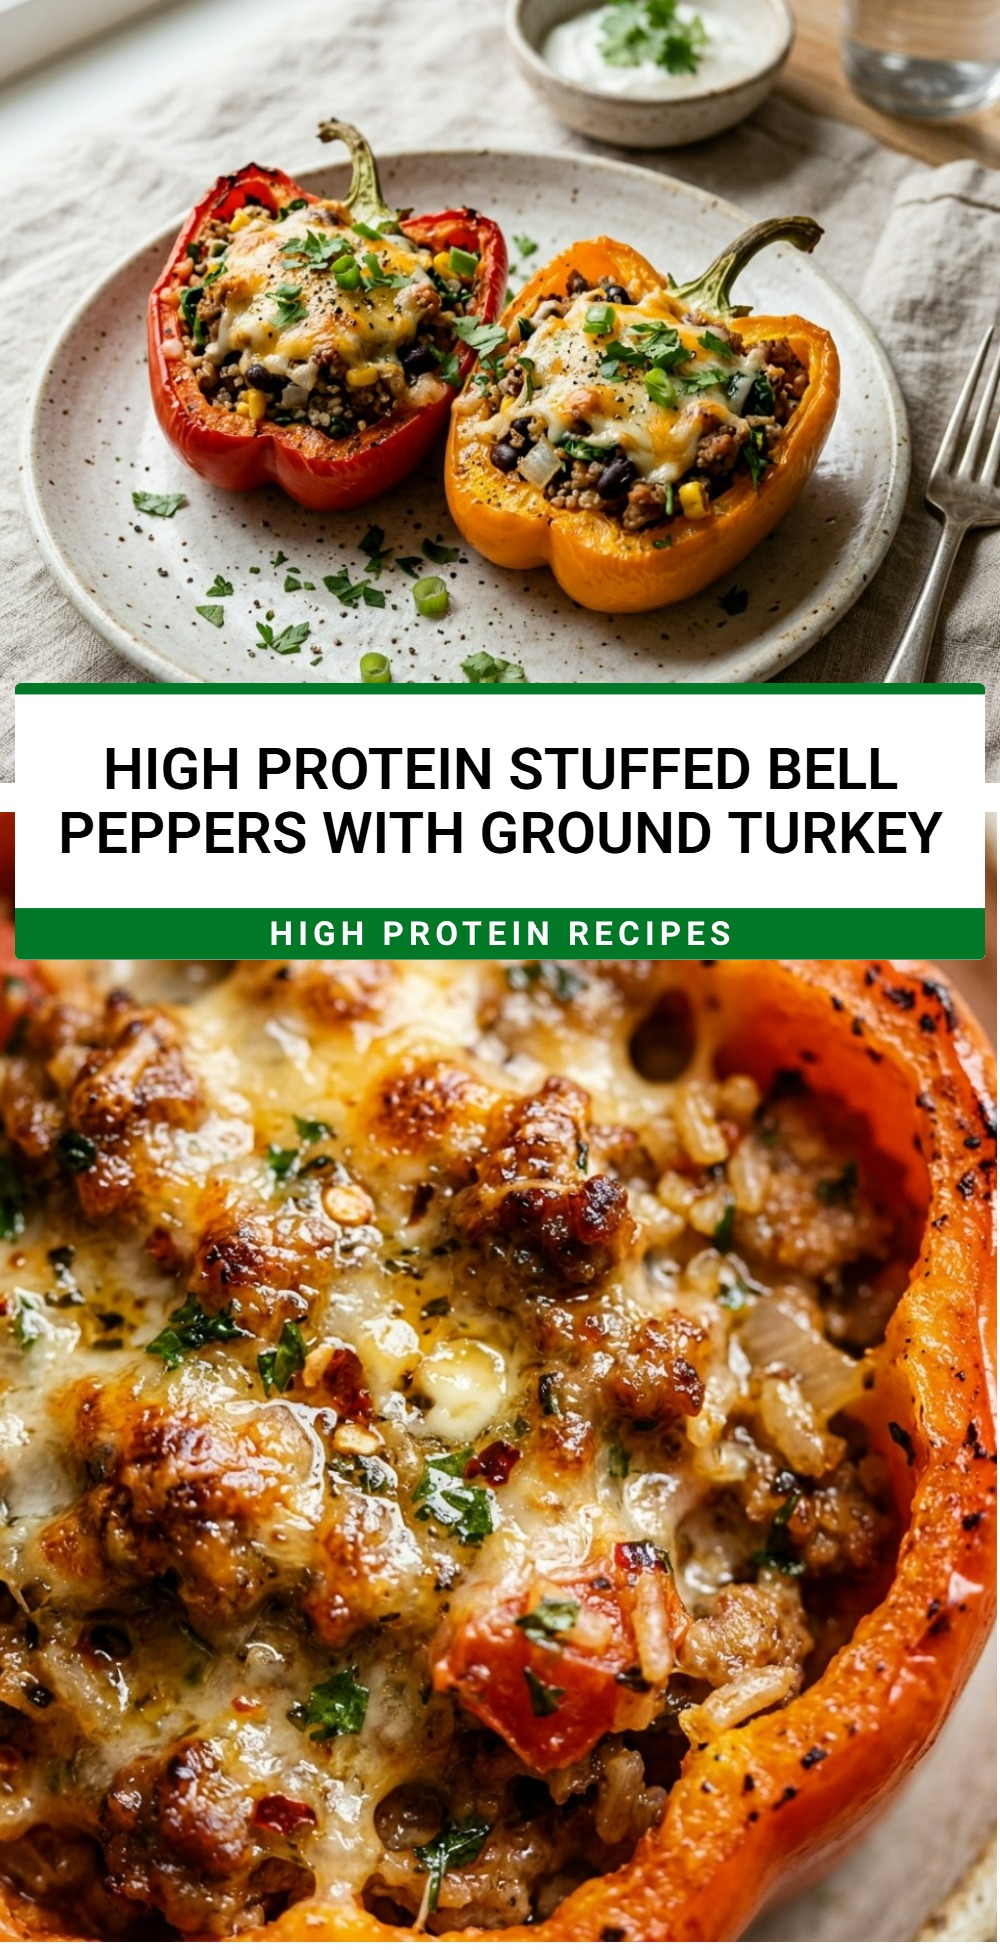 HIGH PROTEIN STUFFED BELL
PEPPERS WITH GROUND TURKEY
HIGH PROTEIN RECIPES